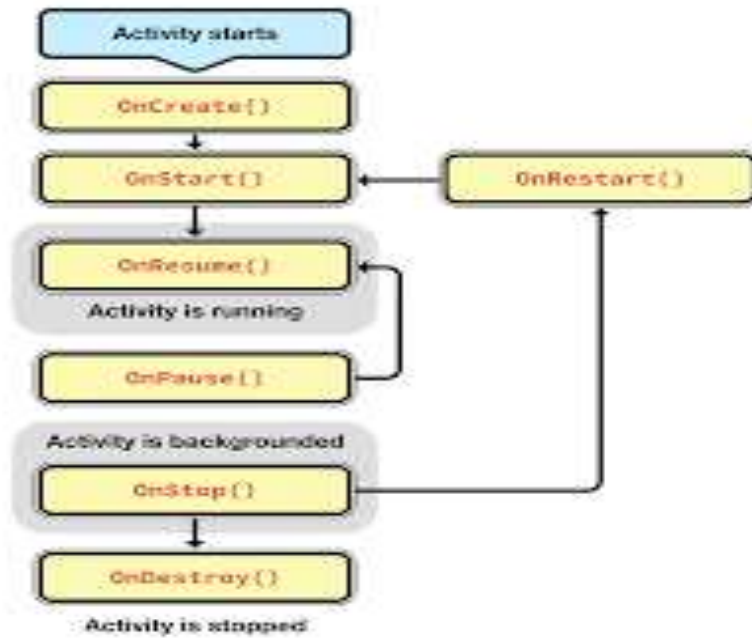 Activity starts
OnCreate()
OnStart()
OnRestart()
OnResume()
Activity is running
OnPause()
Activity is backgrounded
OnStop()
OnDestroy()
Activity is stopped